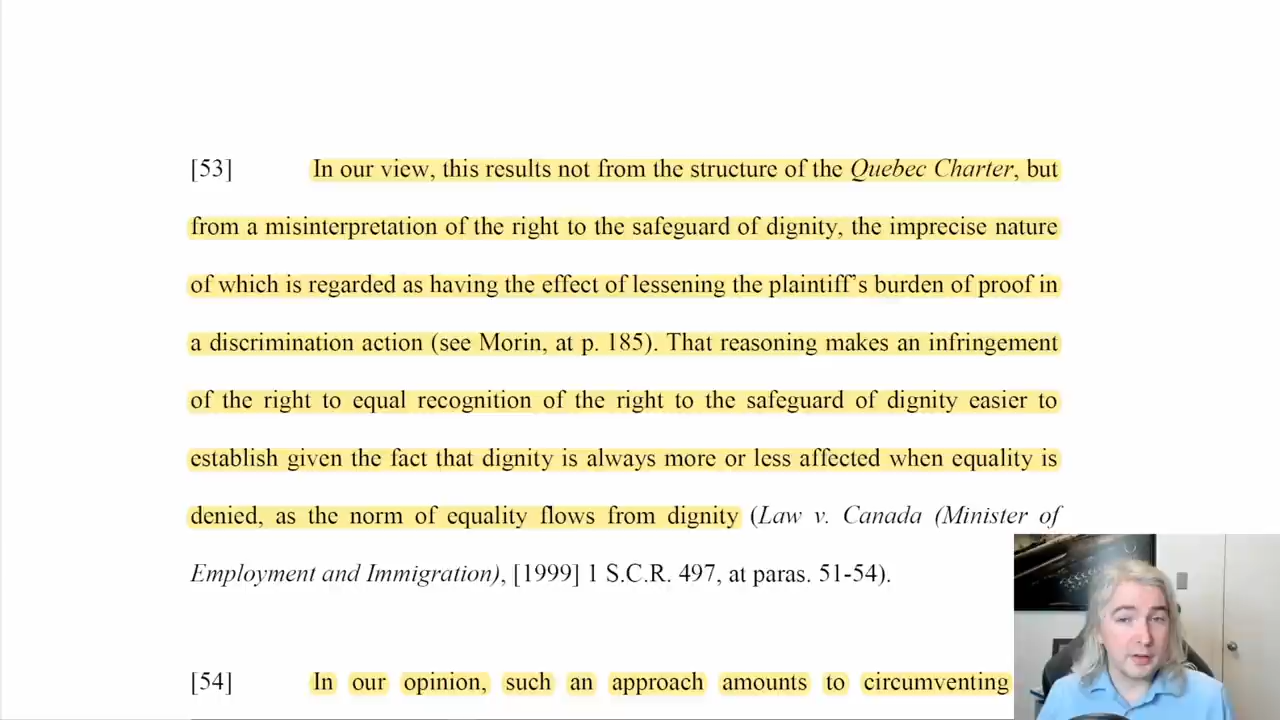 [53] In our view, this results not from the structure of the Quebec Charter, but
from a misinterpretation of the right to the safeguard of dignity, the imprecise nature
of which is regarded as having the effect of lessening the plaintiff's burden of proof in
a discrimination action (see Morin, at p. 185). That reasoning makes an infringement
of the right to equal recognition of the right to the safeguard of dignity easier to
establish given the fact that dignity is always more or less affected when equality is
denied, as the norm of equality flows from dignity (Law v. Canada (Minister of
Employment and Immigration), [1999] 1 S.C.R. 497, at paras. 51-54).
[54] In our opinion, such an approach amounts to circumventing